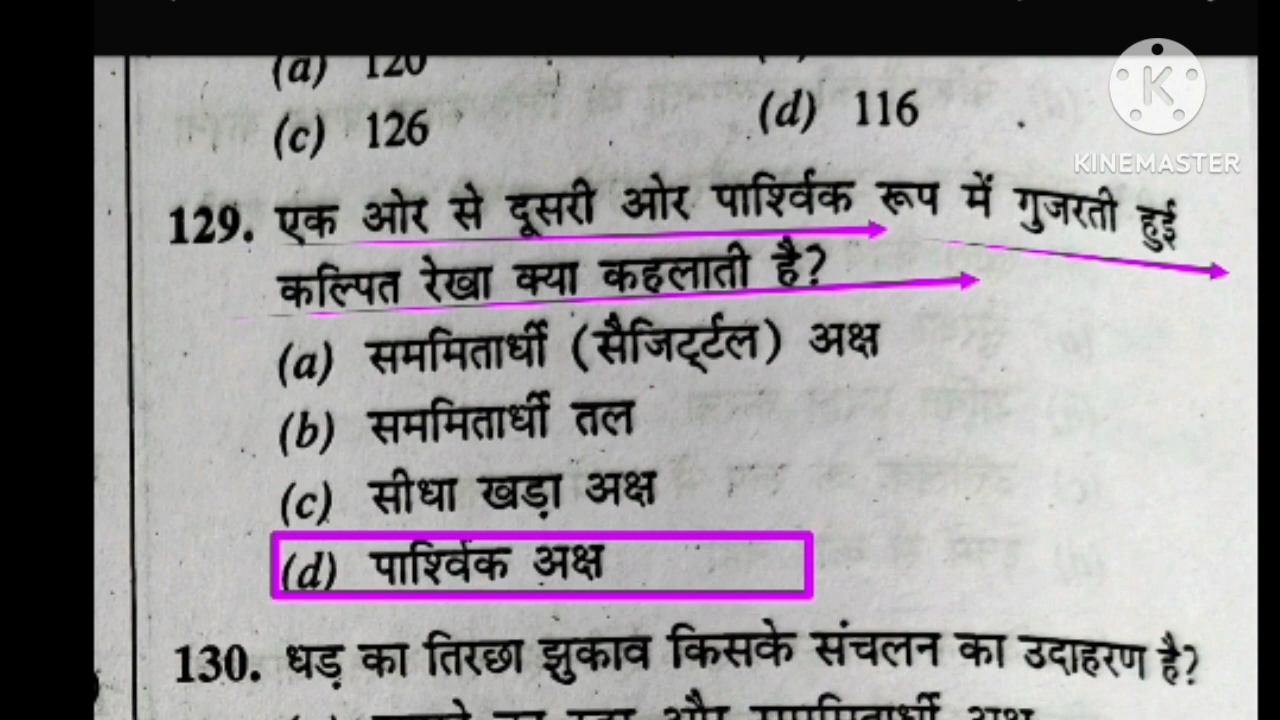 (a) 120
(c) 126 (d) 116
K
KINEMASTER
129. एक ओर से दूसरी ओर पार्श्विक रूप में गुजरती हुई
कल्पित रेखा क्या कहलाती है?
(a) सममितार्धी (सैजिट्र्टल) अक्ष
(b) सममितार्धी तल
(c) सीधा खड़ा अक्ष
(d) पार्श्विक अक्ष
130. धड़ का तिरछा झुकाव किसके संचलन का उदाहरण है?